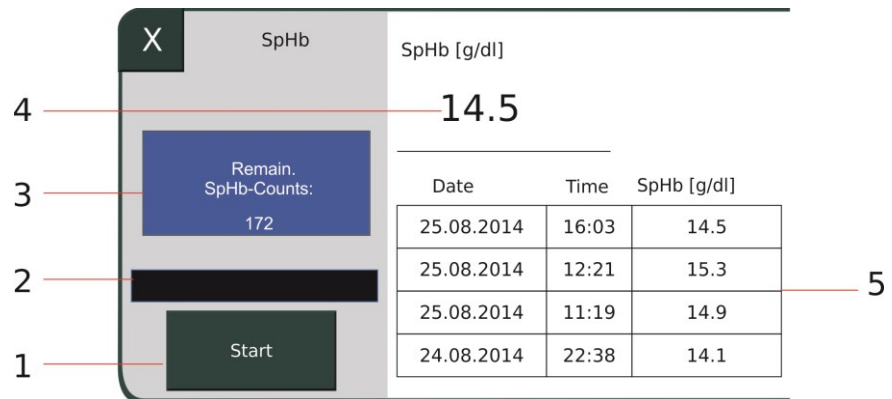 X
SpHb
4
3
Remain.
SpHb-Counts:
172
2
1
Start
SpHb [g/dl]
14.5
Date Time SpHb [g/dl]
25.08.2014 16:03 14.5
25.08.2014 12:21 15.3
25.08.2014 11:19 14.9
24.08.2014 22:38 14.1
5